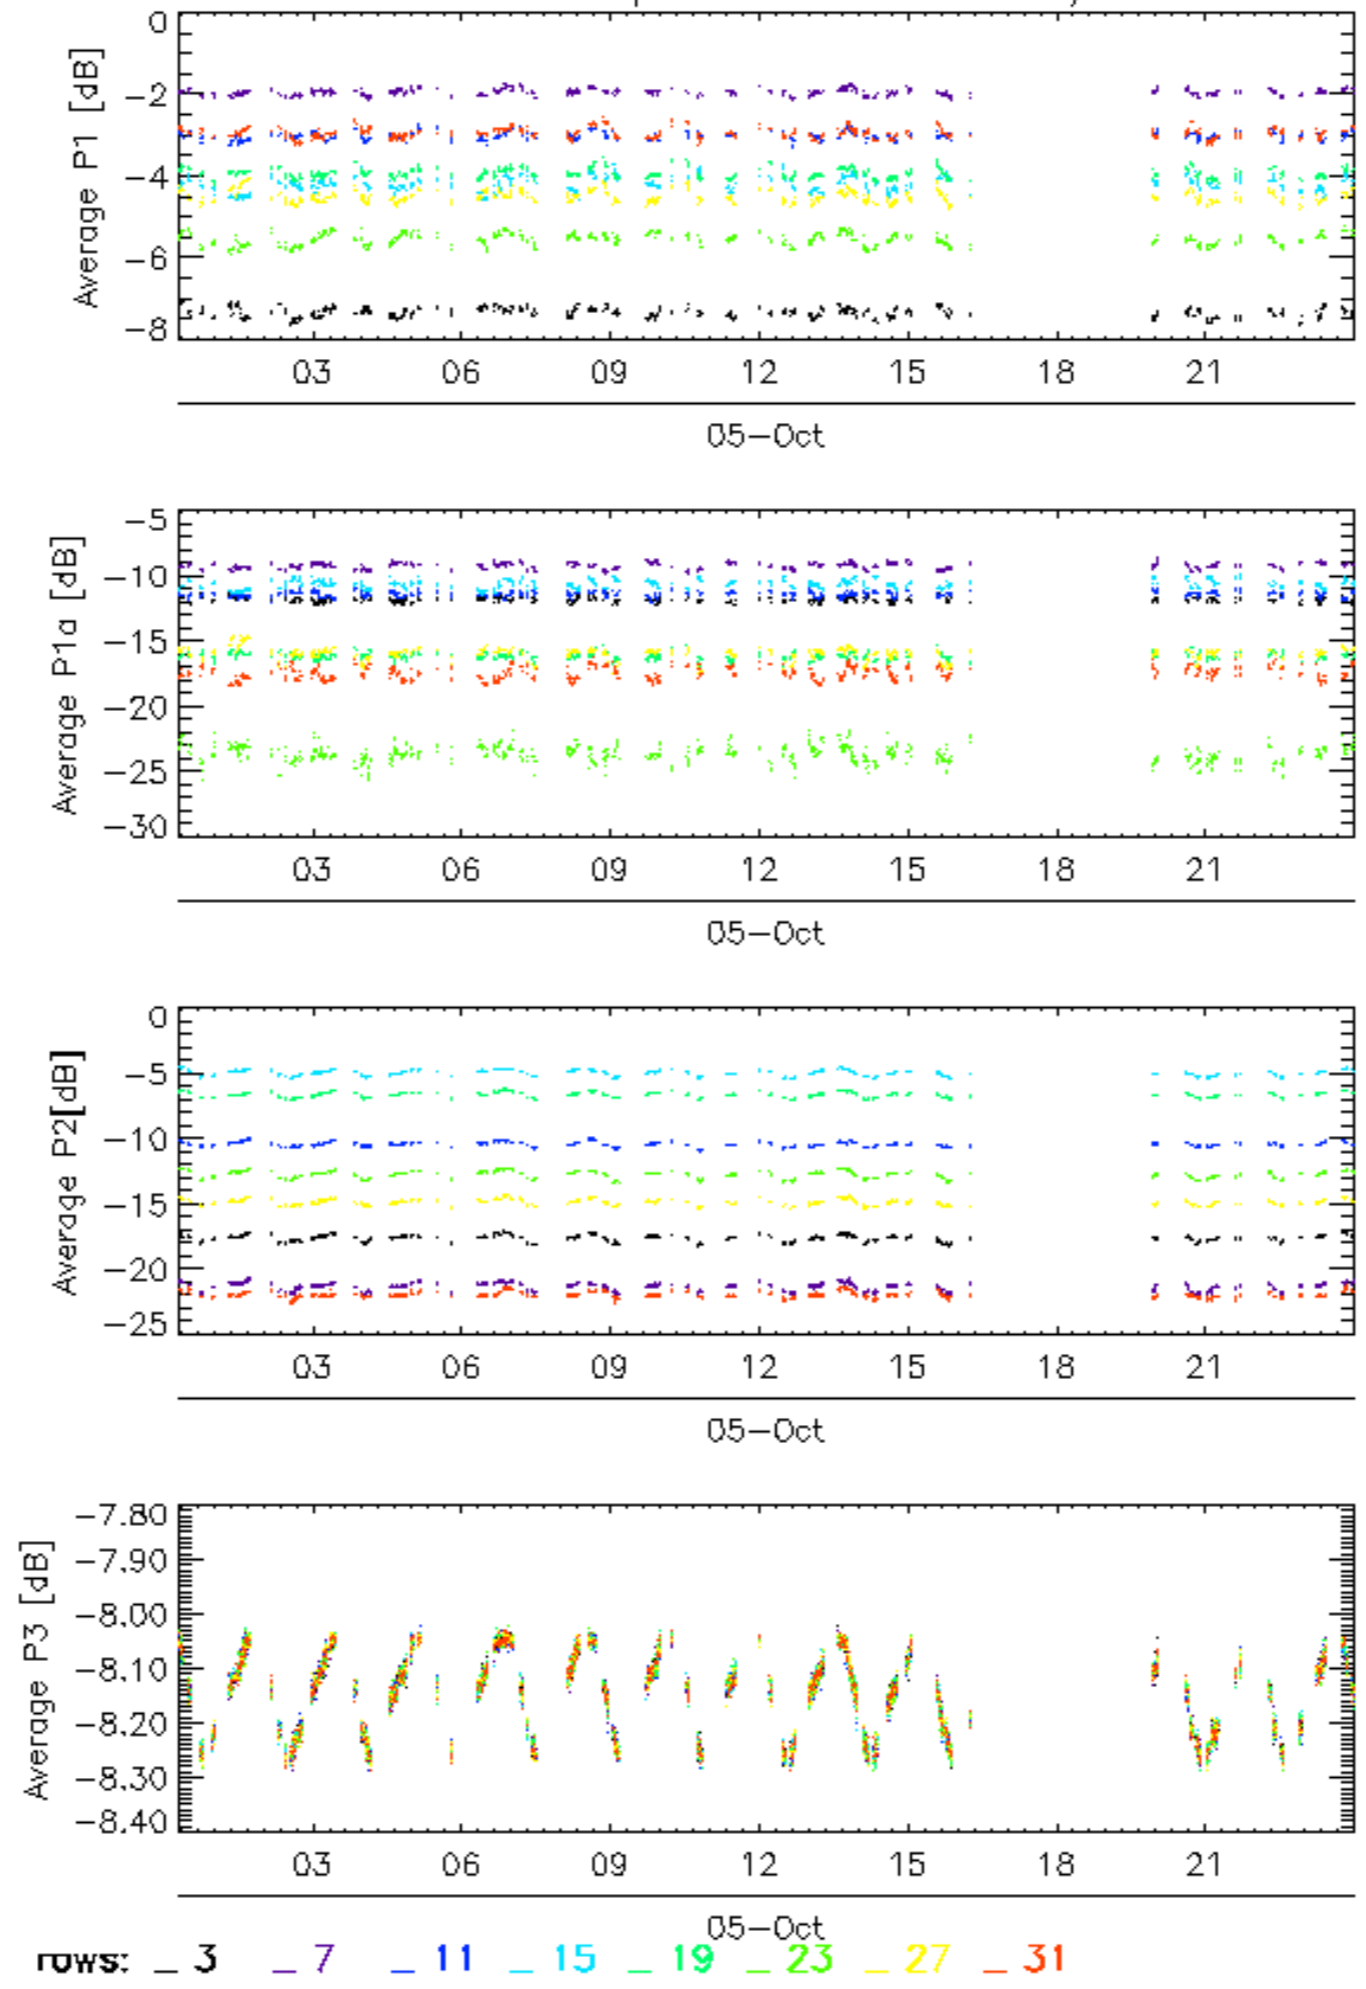 Average P1 [dB]
0
−2
−4
−6
−8
03 06 09 12 15 18 21
05−Oct
Average P1a [dB]
−5
−10
−15
−20
−25
−30
03 06 09 12 15 18 21
05−Oct
Average P2[dB]
0
−5
−10
−15
−20
−25
03 06 09 12 15 18 21
05−Oct
Average P3 [dB]
−7.80
−7.90
−8.00
−8.10
−8.20
−8.30
−8.40
03 06 09 12 15 18 21
05−Oct
rows: _ 3 _ 7 _ 11 _ 15 _ 19 _ 23 _ 27 _ 31